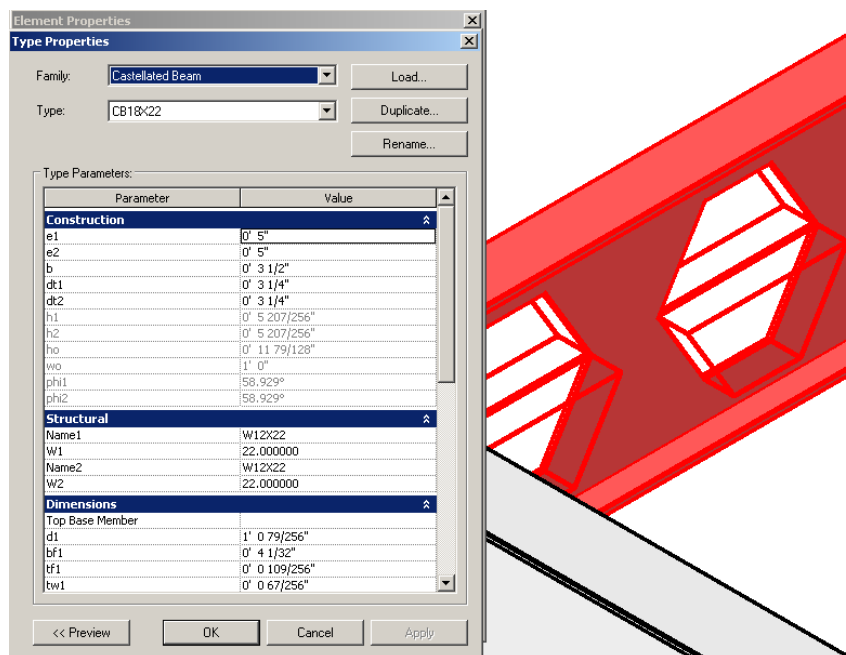 Element Properties
Type Properties
Family: Castellated Beam Load...
Type: CB18X22 Duplicate...
Rename...
Type Parameters:
Parameter Value
Construction
e1 0' 5"
e2 0' 5"
b 0' 3 1/2"
dt1 0' 3 1/4"
dt2 0' 3 1/4"
h1 0' 5 207/256"
h2 0' 5 207/256"
ho 0' 11 79/128"
wo 1' 0"
phi1 58.929°
phi2 58.929°
Structural
Name1 W12X22
W1 22.000000
Name2 W12X22
W2 22.000000
Dimensions
Top Base Member
d1 1' 0 79/256"
bf1 0' 4 1/32"
tf1 0' 0 109/256"
tw1 0' 0 67/256"
<< Preview OK Cancel Apply